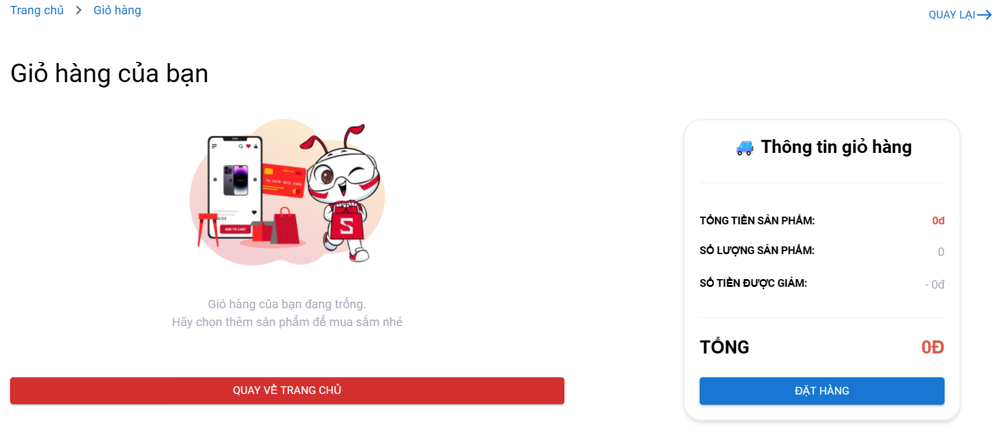 Trang chủ > Giỏ hàng
QUAY LẠI
Giỏ hàng của bạn
ADD TO CART
S
Giỏ hàng của bạn đang trống.
Hãy chọn thêm sản phẩm để mua sắm nhé
QUAY VỀ TRANG CHỦ
Thông tin giỏ hàng
TỔNG TIỀN SẢN PHẨM: 0đ
SỐ LƯỢNG SẢN PHẨM: 0
SỐ TIỀN ĐƯỢC GIẢM: - 0đ
TỔNG 0Đ
ĐẶT HÀNG